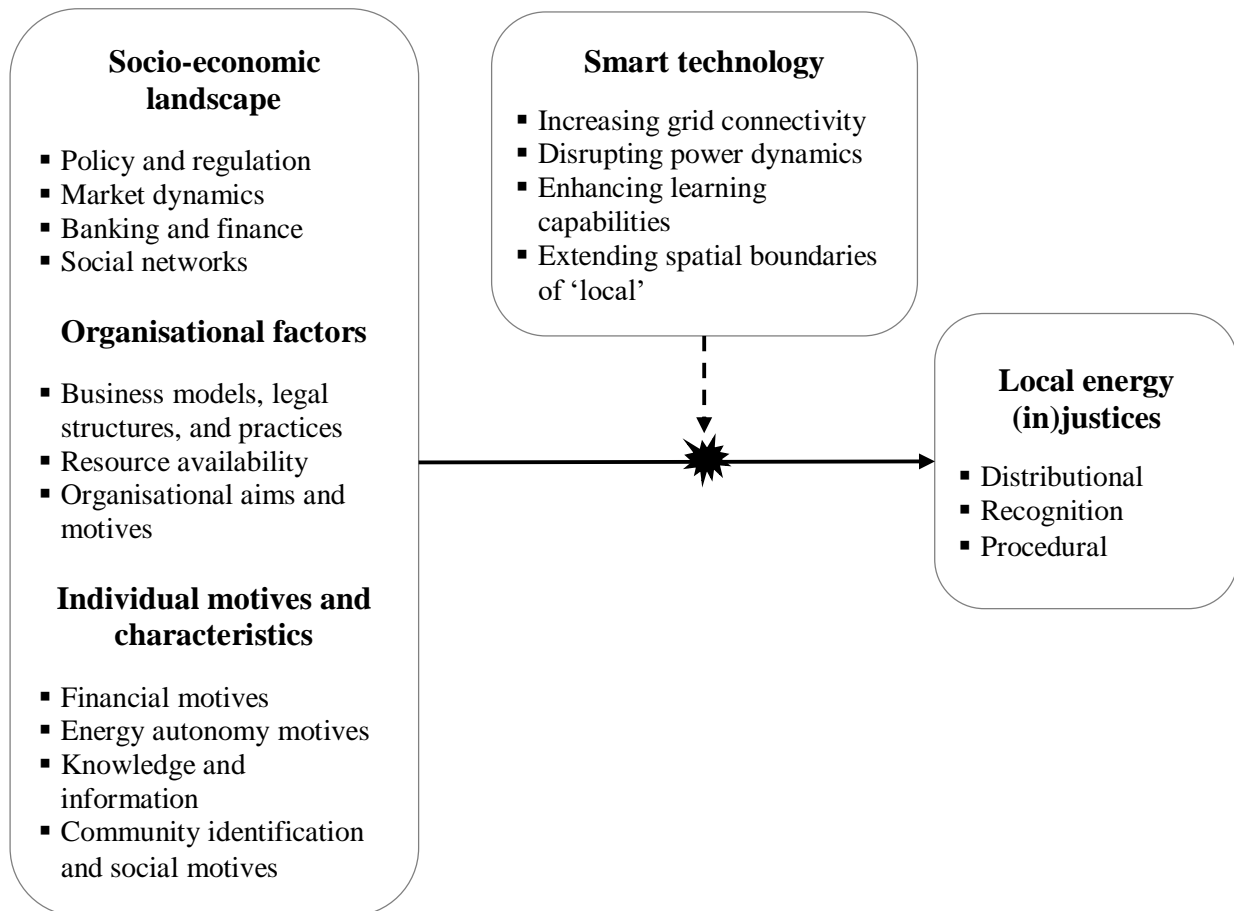 Socio-economic
landscape
▪ Policy and regulation
▪ Market dynamics
▪ Banking and finance
▪ Social networks
Organisational factors
▪ Business models, legal
structures, and practices
▪ Resource availability
▪ Organisational aims and
motives
Individual motives and
characteristics
▪ Financial motives
▪ Energy autonomy motives
▪ Knowledge and
information
▪ Community identification
and social motives
Smart technology
▪ Increasing grid connectivity
▪ Disrupting power dynamics
▪ Enhancing learning
capabilities
▪ Extending spatial boundaries
of ‘local’
Local energy
(in)justices
▪ Distributional
▪ Recognition
▪ Procedural